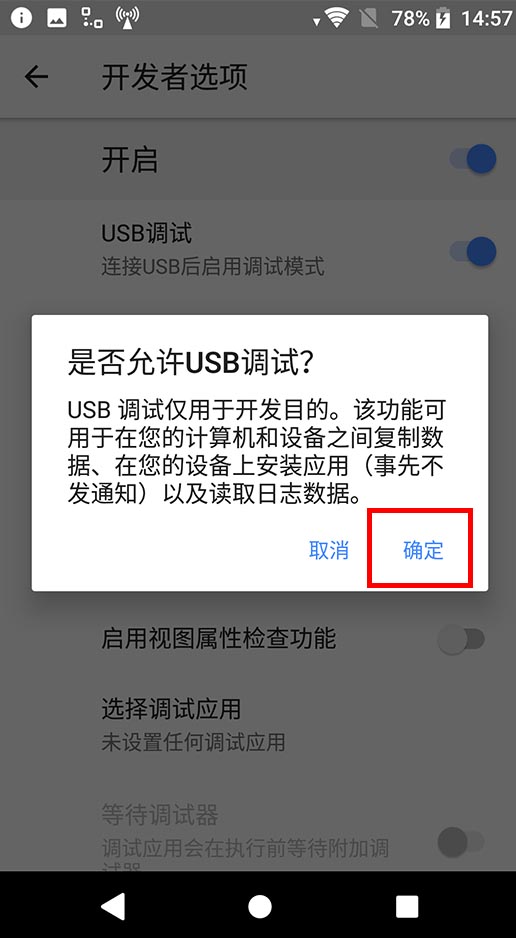 78% 14:57
开发者选项
开启
USB调试
连接USB后启用调试模式
是否允许USB调试？
USB 调试仅用于开发目的。该功能可
用于在您的计算机和设备之间复制数
据、在您的设备上安装应用（事先不
发通知）以及读取日志数据。
取消 确定
启用视图属性检查功能
选择调试应用
未设置任何调试应用
等待调试器
调试应用会在执行前等待附加调
试器